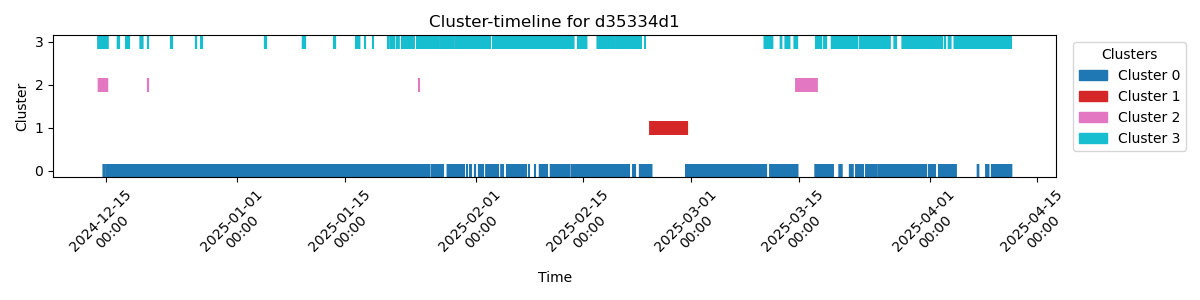 Cluster-timeline for d35334d1
Cluster
3
2
1
0
2024-12-15
00:00
2025-01-01
00:00
2025-01-15
00:00
2025-02-01
00:00
2025-02-15
00:00
2025-03-01
00:00
2025-03-15
00:00
2025-04-01
00:00
2025-04-15
00:00
Time
Clusters
Cluster 0
Cluster 1
Cluster 2
Cluster 3